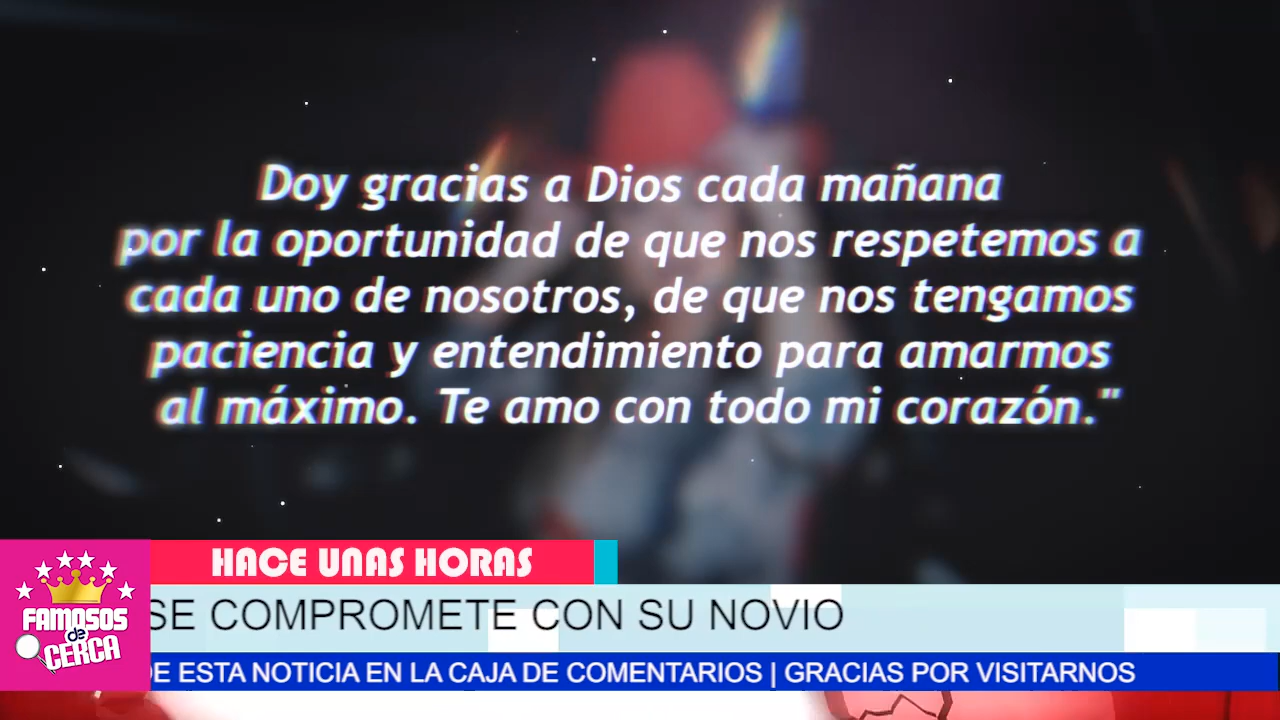 Doy gracias a Dios cada mañana
por la oportunidad de que nos respetemos a
cada uno de nosotros, de que nos tengamos
paciencia y entendimiento para amarmos
al máximo. Te amo con todo mi corazón."
HACE UNAS HORAS
SE COMPROMETE CON SU NOVIO
FAMOSOS
de
CERCA
DE ESTA NOTICIA EN LA CAJA DE COMENTARIOS | GRACIAS POR VISITARNOS